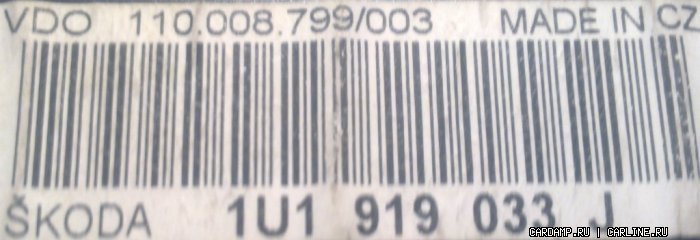 VDO 110.008.799/003 MADE IN CZ
ŠKODA 1U1 919 033 J
CARDAMP.RU | CARLINE.RU